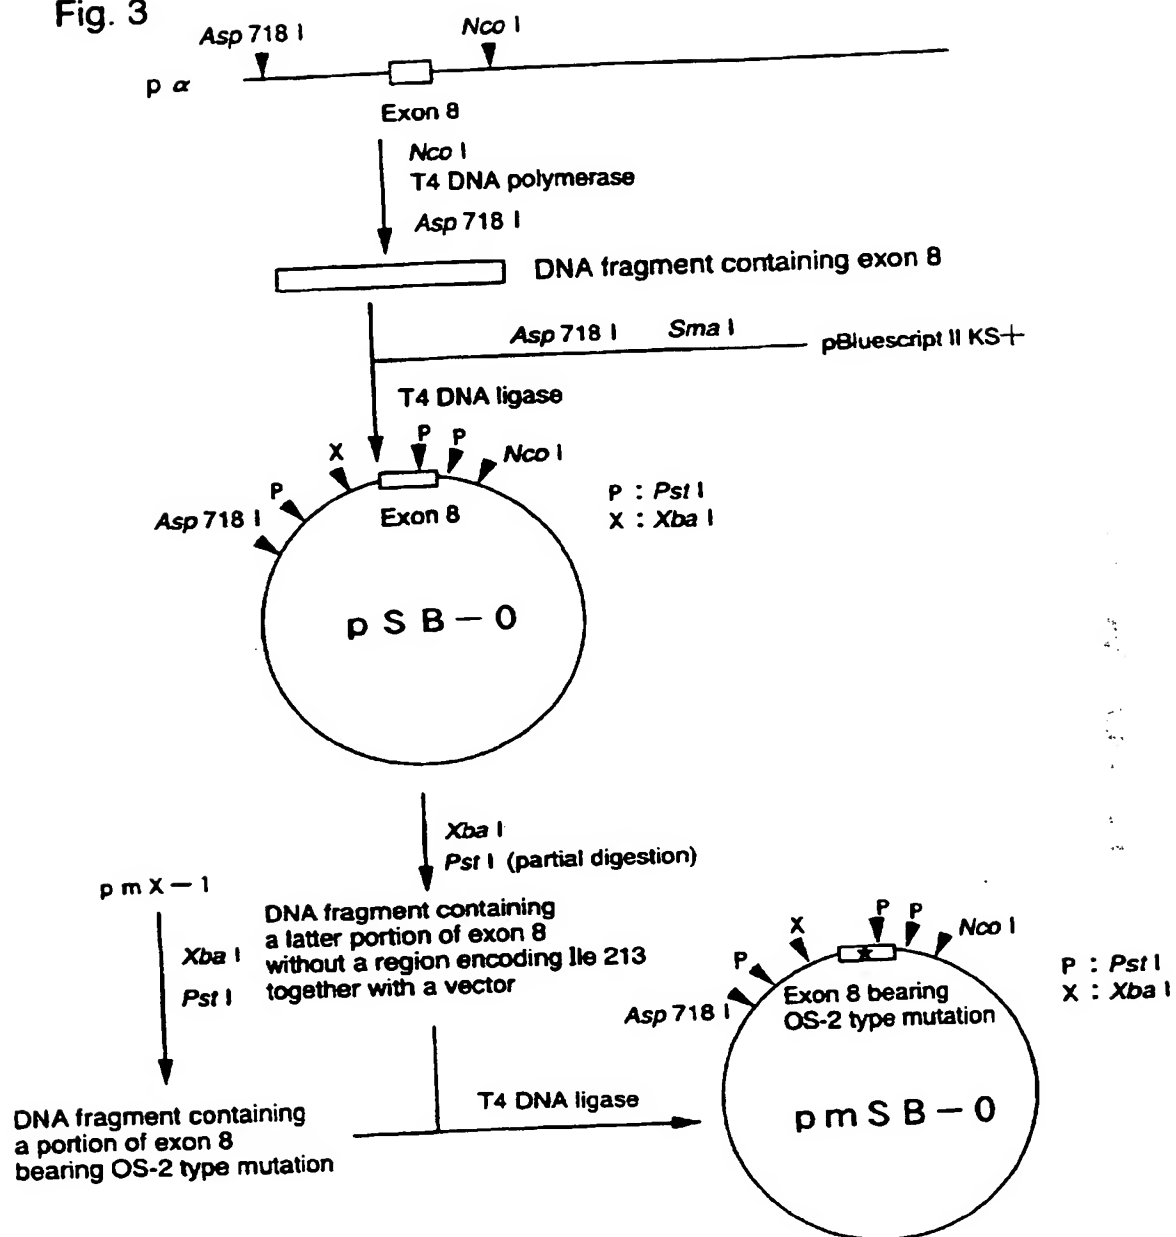 Fig. 3
Asp 718 I
Nco I
p α
Exon 8
Nco I
T4 DNA polymerase
Asp 718 I
DNA fragment containing exon 8
Asp 718 I Sma I
pBluescript II KS+
T4 DNA ligase
P P
X
Nco I
P
Asp 718 I
Exon 8
P : Pst I
X : Xba I
p S B - 0
Xba I
Pst I (partial digestion)
p m X - 1
Xba I
Pst I
DNA fragment containing
a latter portion of exon 8
without a region encoding Ile 213
together with a vector
P P
X
Nco I
P
Asp 718 I
Exon 8 bearing
OS-2 type mutation
P : Pst I
X : Xba I
T4 DNA ligase
p m S B - 0
DNA fragment containing
a portion of exon 8
bearing OS-2 type mutation